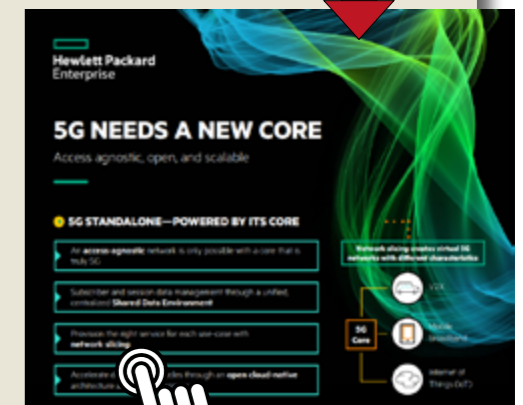 Hewlett Packard
Enterprise
5G NEEDS A NEW CORE
Access agnostic, open, and scalable
5G STANDALONE—POWERED BY ITS CORE
An access-agnostic network is only possible with a core that is
truly 5G
Subscriber and session data management through a unified,
centralized Shared Data Environment
Provision the right service for each use-case with
network slicing
Accelerate through an open cloud-native
architecture
Network slicing creates virtual 5G
networks with different characteristics
5G
Core
V2X
Mobile
broadband
Internet of
Things (IoT)